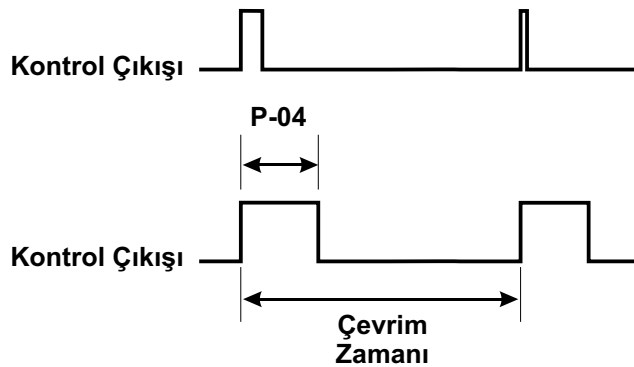 Kontrol Çıkışı
P-04
Kontrol Çıkışı
Çevrim
Zamanı